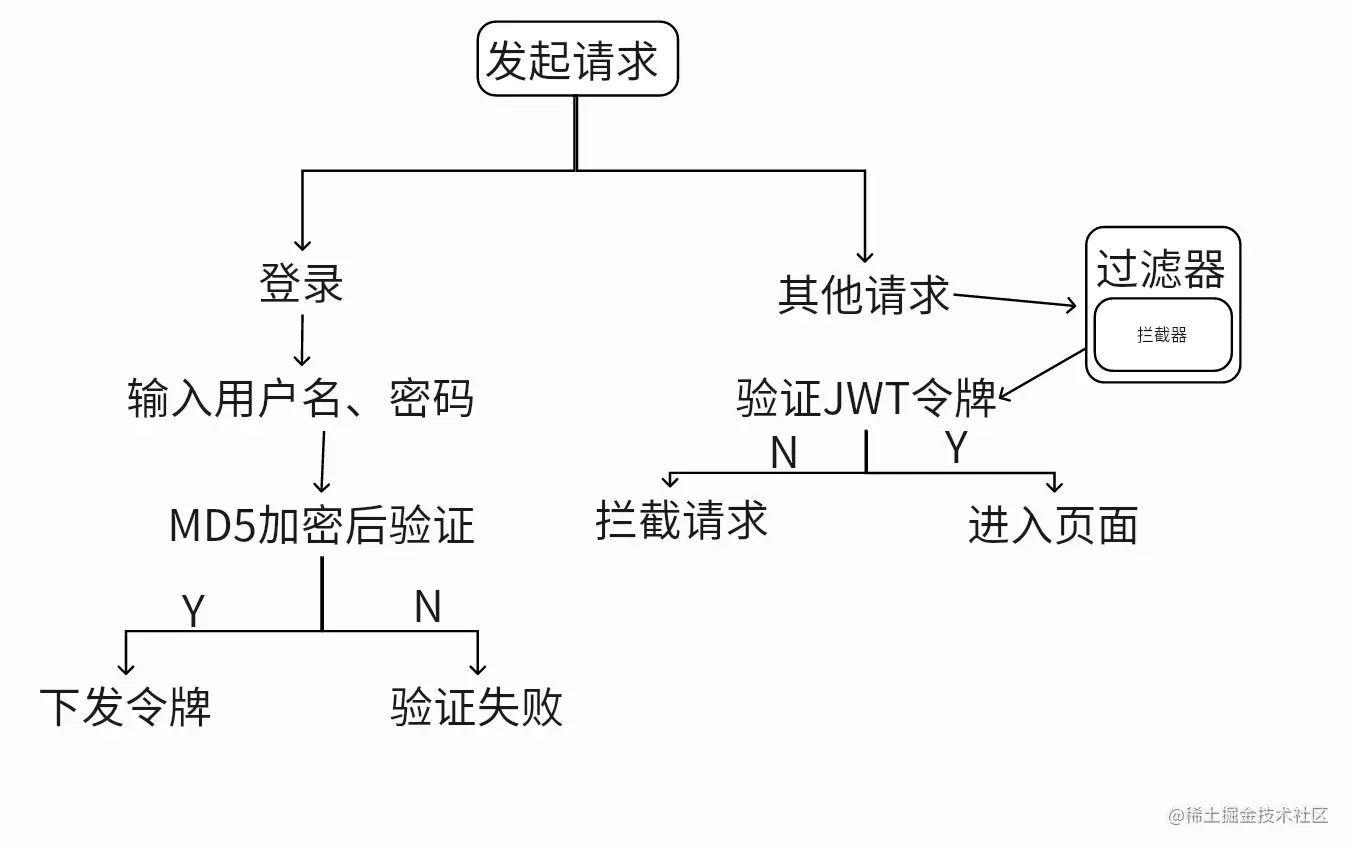 发起请求
登录
其他请求
过滤器
拦截器
输入用户名、密码
验证JWT令牌
N
Y
MD5加密后验证
拦截请求
进入页面
Y
N
下发令牌
验证失败
@稀土掘金技术社区